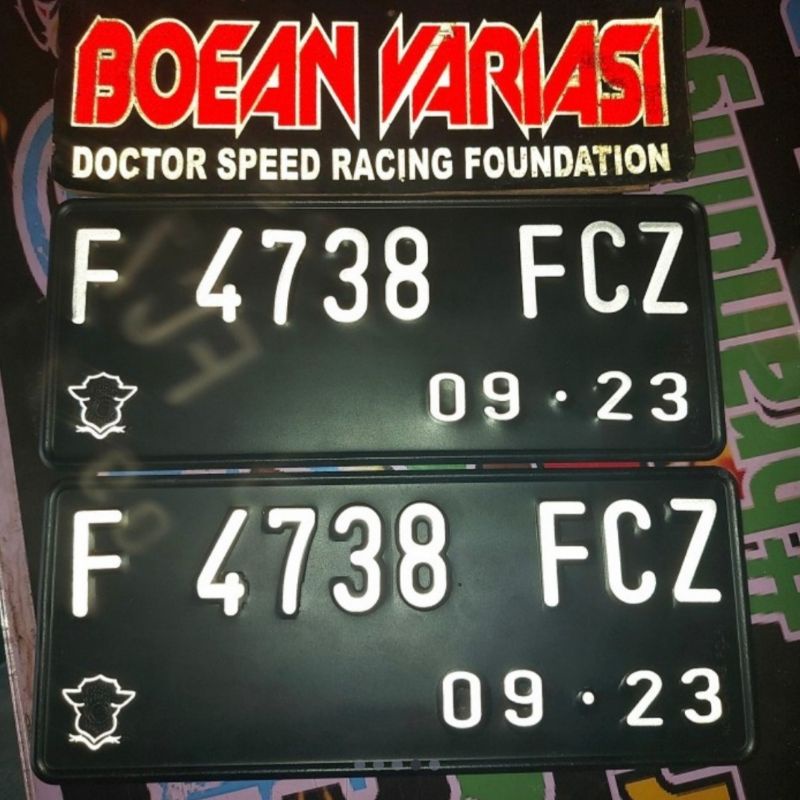 BOEAN VARIASI
DOCTOR SPEED RACING FOUNDATION
F 4738 FCZ
09 · 23
F 4738 FCZ
09 · 23